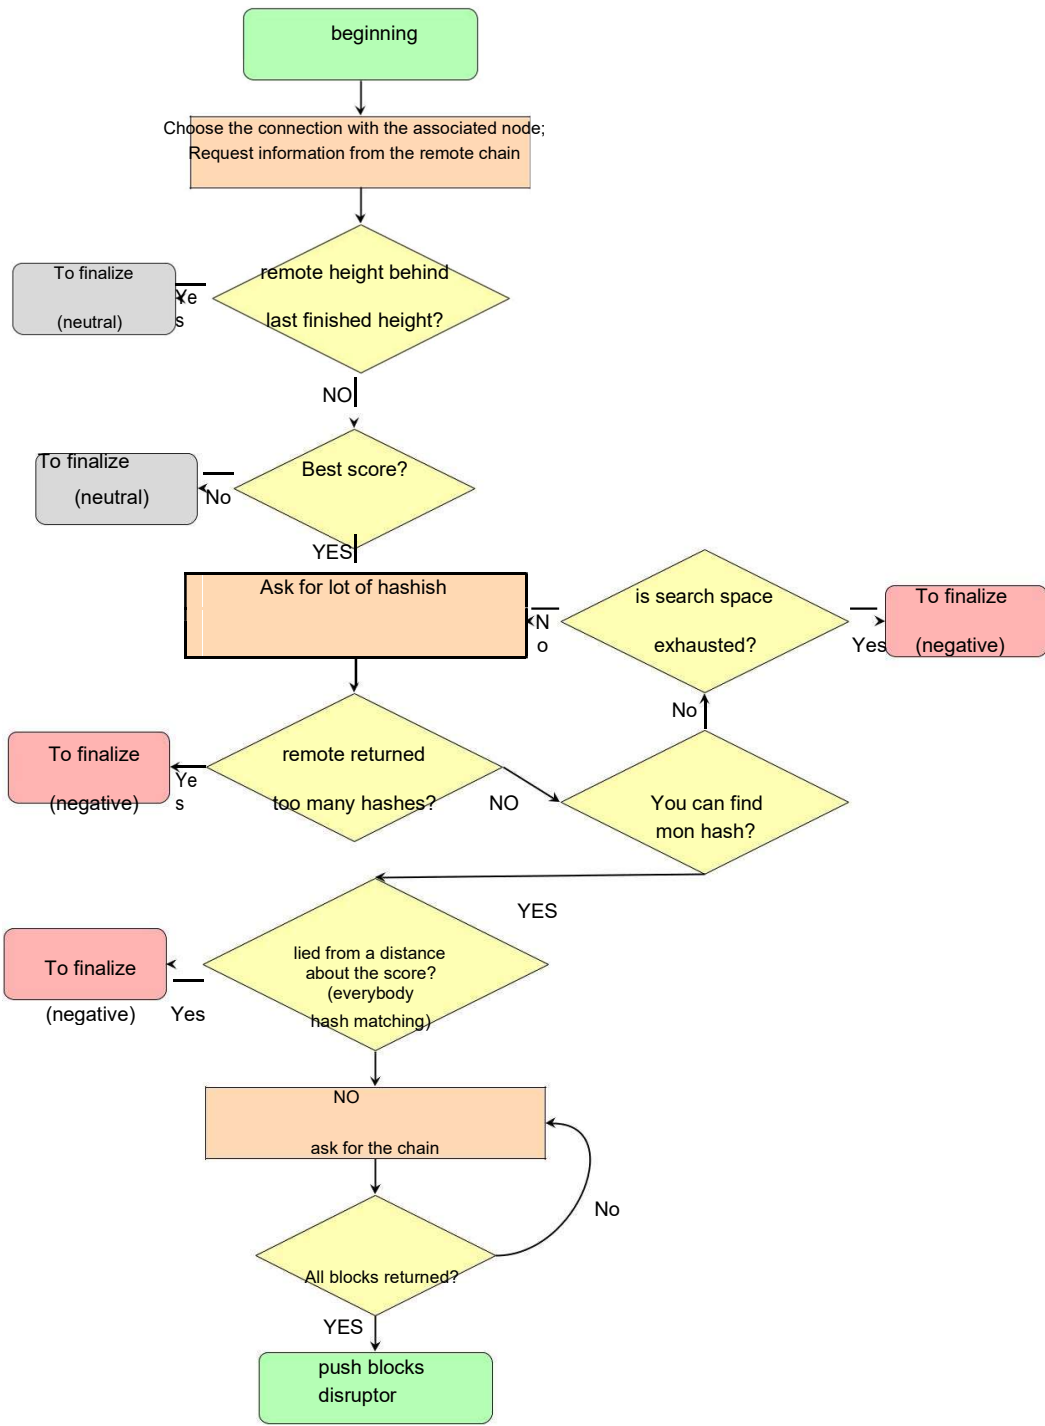 beginning
Choose the connection with the associated node;
Request information from the remote chain
remote height behind
last finished height?
To finalize
(neutral)
Ye
s
NO
Best score?
To finalize
(neutral)
No
YES
Ask for lot of hashish
N
o
is search space
exhausted?
Yes
To finalize
(negative)
No
remote returned
too many hashes?
To finalize
(negative)
Ye
s
NO
You can find
mon hash?
YES
lied from a distance
about the score?
(everybody
hash matching)
To finalize
(negative)
Yes
NO
ask for the chain
No
All blocks returned?
YES
push blocks
disruptor